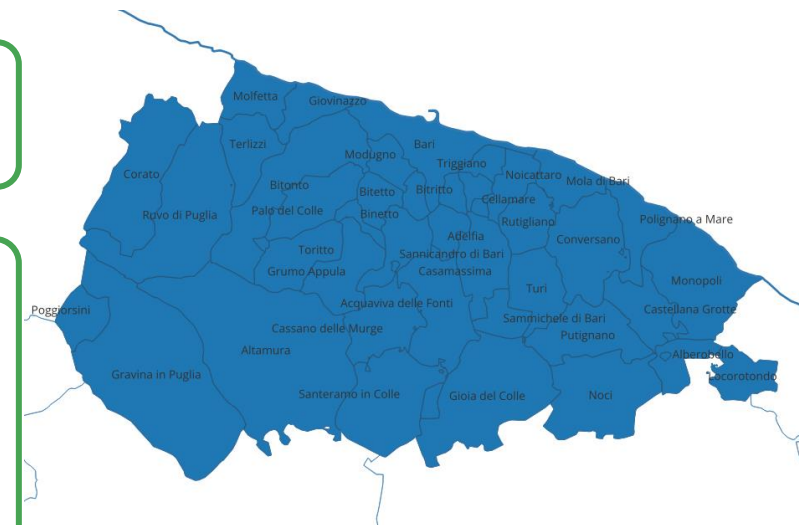 Molfetta
Giovinazzo
Terlizzi
Bari
Modugno
Triggiano
Corato
Noicattaro
Mola di Bari
Bitonto
Bitetto
Bitritto
Cellamare
Ruvo di Puglia
Palo del Colle
Binetto
Rutigliano
Polignano a Mare
Adelfia
Conversano
Toritto
Sannicandro di Bari
Grumo Appula
Casamassima
Monopoli
Turi
Poggiorsini
Acquaviva delle Fonti
Castellana Grotte
Sammichele di Bari
Cassano delle Murge
Putignano
Altamura
Alberobello
Gravina in Puglia
Locorotondo
Santeramo in Colle
Gioia del Colle
Noci